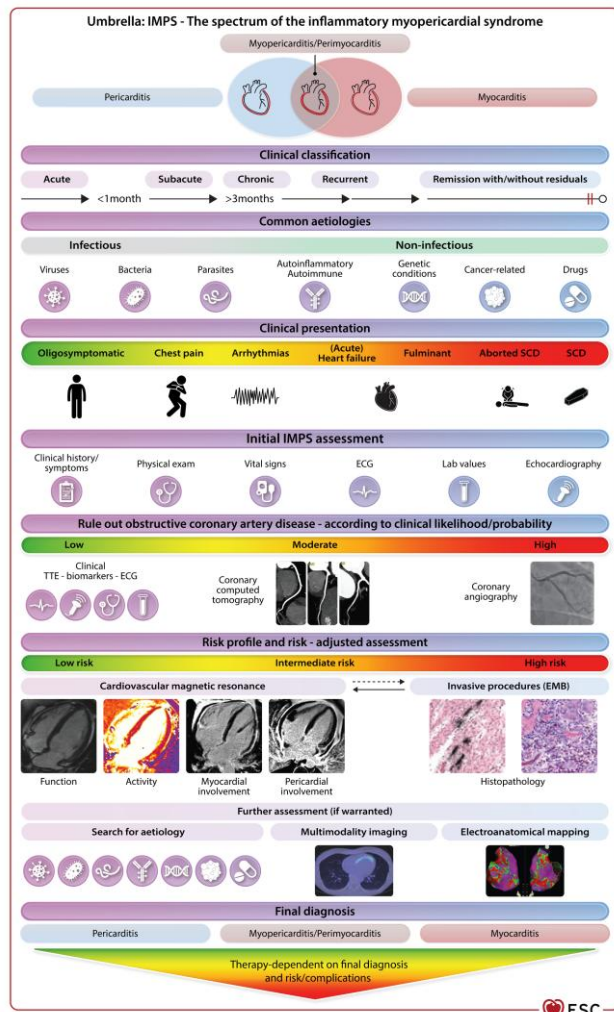 Umbrella: IMPS - The spectrum of the inflammatory myopericardial syndrome
Myopericarditis/Perimyocarditis
Pericarditis
Myocarditis
Clinical classification
Acute
Subacute
Chronic
Recurrent
Remission with/without residuals
<1month
>3months
Common aetiologies
Infectious
Non-infectious
Viruses
Bacteria
Parasites
Autoinflammatory
Autoimmune
Genetic
conditions
Cancer-related
Drugs
Clinical presentation
Oligosymptomatic
Chest pain
Arrhythmias
(Acute)
Heart failure
Fulminant
Aborted SCD
SCD
Initial IMPS assessment
Clinical history/
symptoms
Physical exam
Vital signs
ECG
Lab values
Echocardiography
Rule out obstructive coronary artery disease - according to clinical likelihood/probability
Low
Moderate
High
Clinical
TTE - biomarkers - ECG
Coronary
computed
tomography
Coronary
angiography
Risk profile and risk - adjusted assessment
Low risk
Intermediate risk
High risk
Cardiovascular magnetic resonance
Invasive procedures (EMB)
Function
Activity
Myocardial
involvement
Pericardial
involvement
Histopathology
Further assessment (if warranted)
Search for aetiology
Multimodality imaging
Electroanatomical mapping
Final diagnosis
Pericarditis
Myopericarditis/Perimyocarditis
Myocarditis
Therapy-dependent on final diagnosis
and risk/complications
ESC